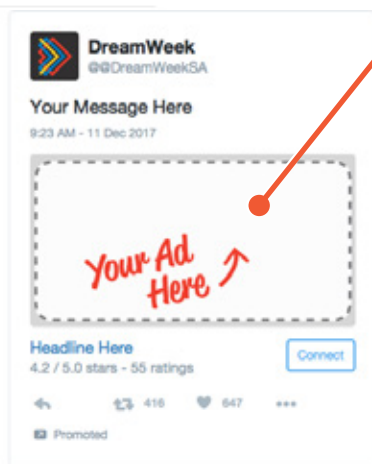 DreamWeek
@@DreamWeekSA
Your Message Here
9:23 AM - 11 Dec 2017
Your Ad
Here
Headline Here
4.2 / 5.0 stars - 55 ratings
Connect
416 647
Promoted